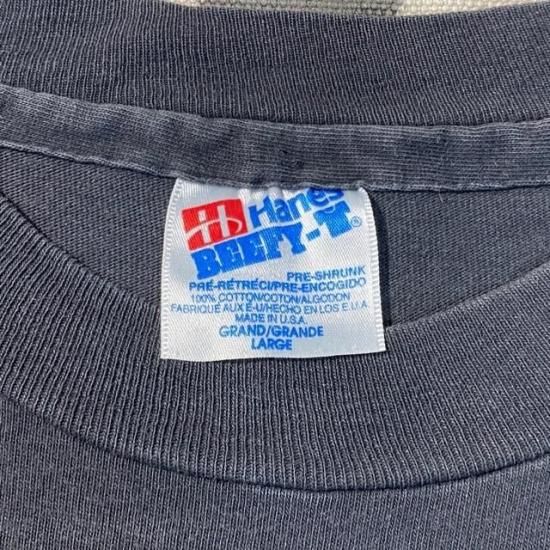 Hanes
BEEFY-T®
PRE-SHRUNK
PRÉ-RÉTRÉCI/PRE-ENCOGIDO
100% COTTON/COTON/ALGODON
FABRIQUÉ AUX É-U/HECHO EN LOS E.U.A.
MADE IN U.S.A.
GRAND/GRANDE
LARGE